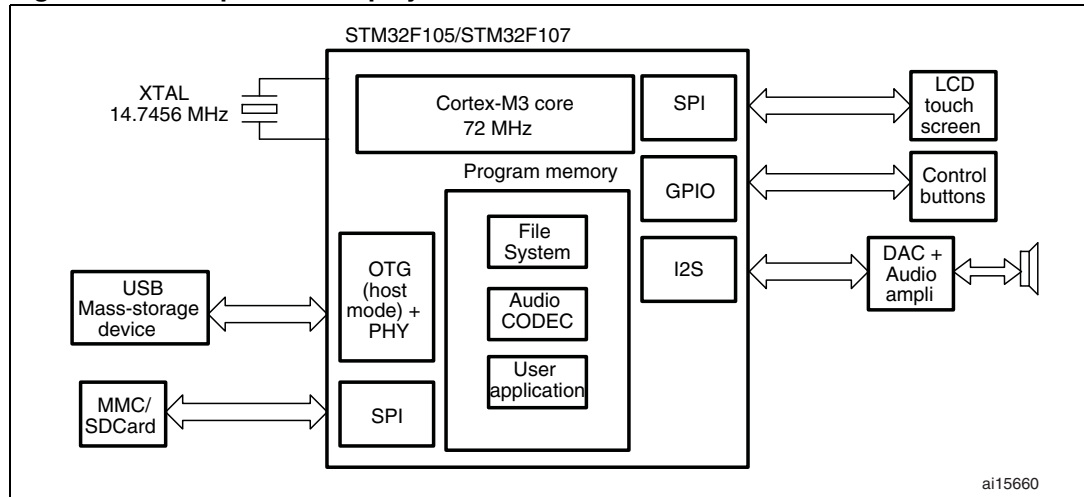 STM32F105/STM32F107
XTAL
14.7456 MHz
Cortex-M3 core
72 MHz
SPI
LCD
touch
screen
Program memory
GPIO
Control
buttons
File
System
OTG
(host
mode) +
PHY
I2S
DAC +
Audio
ampli
USB
Mass-storage
device
Audio
CODEC
User
application
MMC/
SDCard
SPI
ai15660